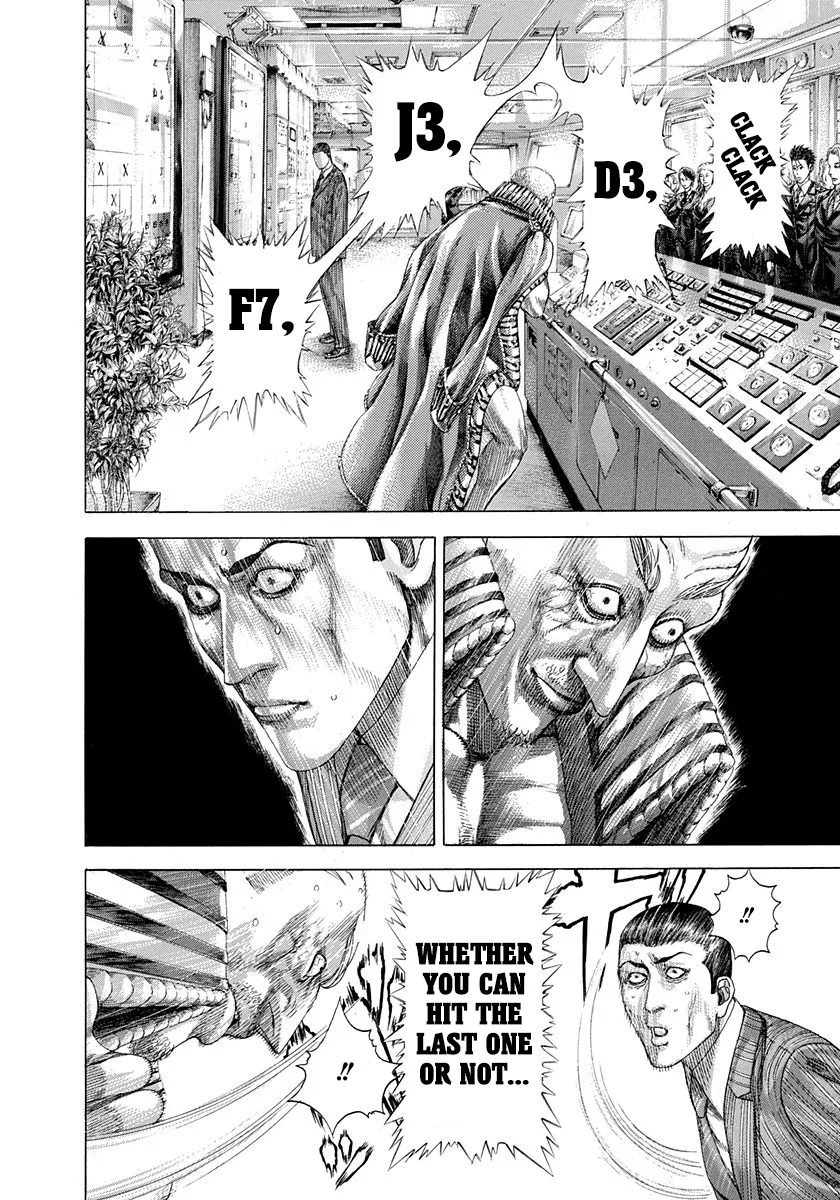 CLACK
CLACK
D3,
J3,
F7,
!!
WHETHER
YOU CAN
HIT THE
LAST ONE
OR NOT...
!!